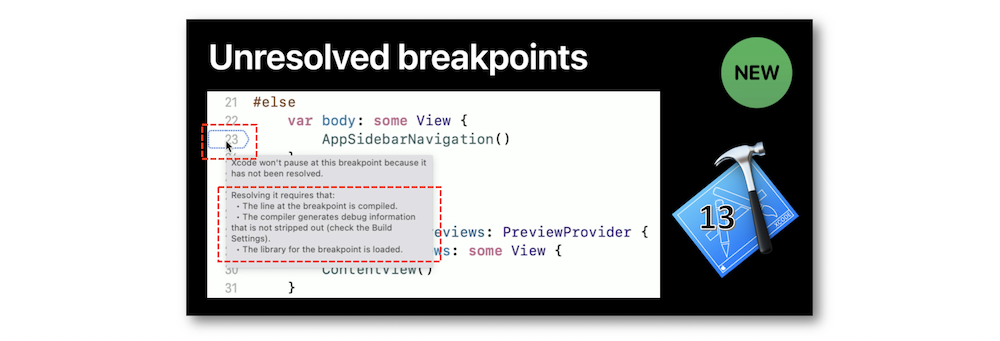 Unresolved breakpoints
NEW
21 #else
22 var body: some View {
23 AppSidebarNavigation()
}
Xcode won't pause at this breakpoint because it
has not been resolved.
Resolving it requires that:
• The line at the breakpoint is compiled.
• The compiler generates debug information
that is not stripped out (check the Build
Settings).
• The library for the breakpoint is loaded.
reviews: PreviewProvider {
ws: some View {
30 ContentView()
31 }
13
XCODE